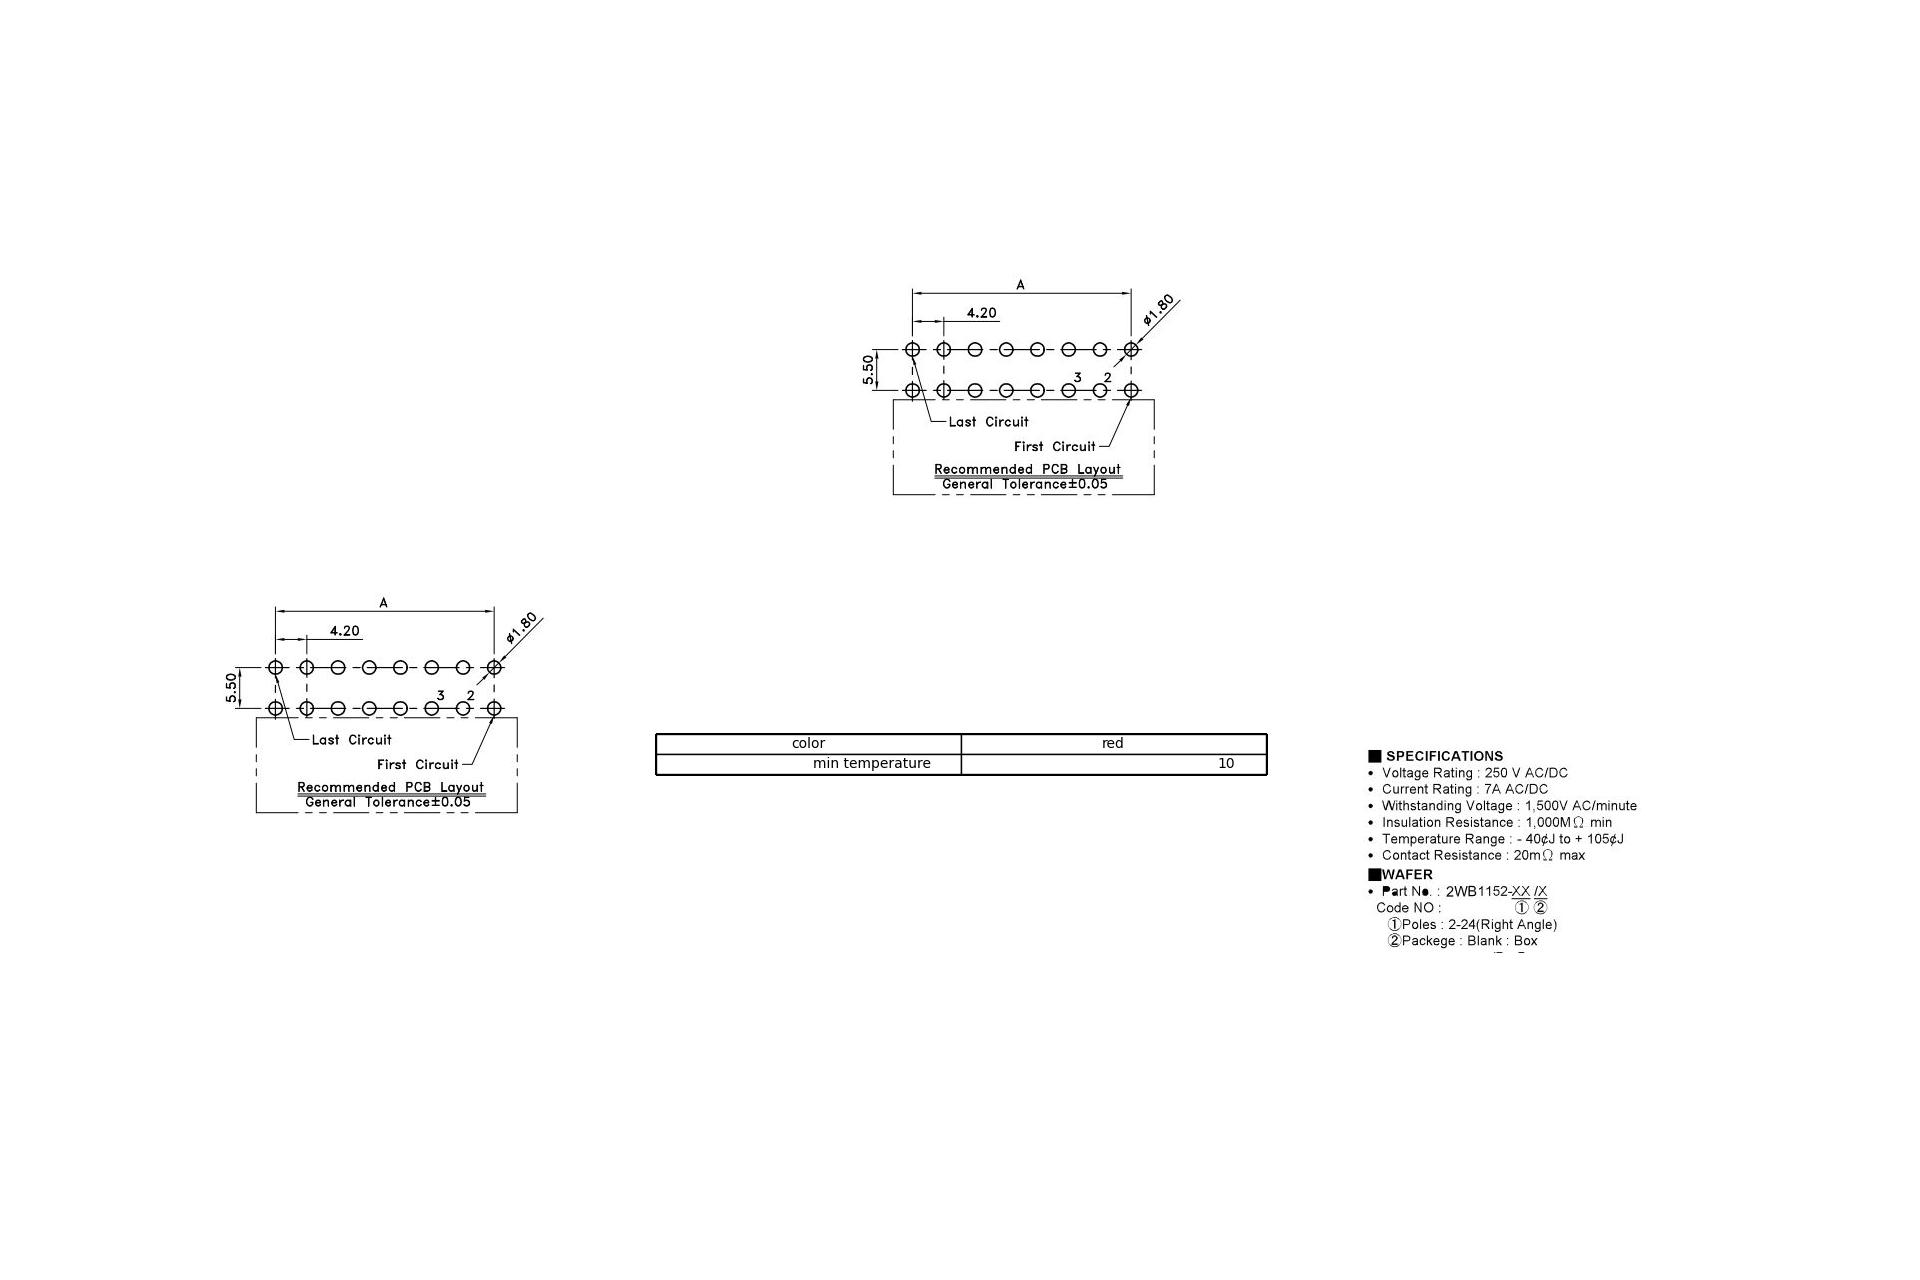 A
4.20
ø1.80
5.50
3 2
Last Circuit
First Circuit
Recommended PCB Layout
General Tolerance±0.05
A
4.20
ø1.80
5.50
3 2
Last Circuit
First Circuit
Recommended PCB Layout
General Tolerance±0.05
color red
min temperature 10
■ SPECIFICATIONS
• Voltage Rating : 250 V AC/DC
• Current Rating : 7A AC/DC
• Withstanding Voltage : 1,500V AC/minute
• Insulation Resistance : 1,000MΩ min
• Temperature Range : - 40¢J to + 105¢J
• Contact Resistance : 20mΩ max
■WAFER
• Part No. : 2WB1152-XX /X
Code NO : ① ②
①Poles : 2-24(Right Angle)
②Packege : Blank : Box